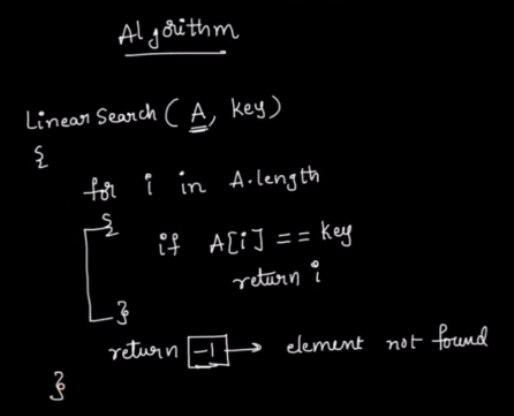 Algorithm
Linear Search ( A, key)
{
for i in A.length
{
if A[i] == key
return i
}
return -1 → element not found
}